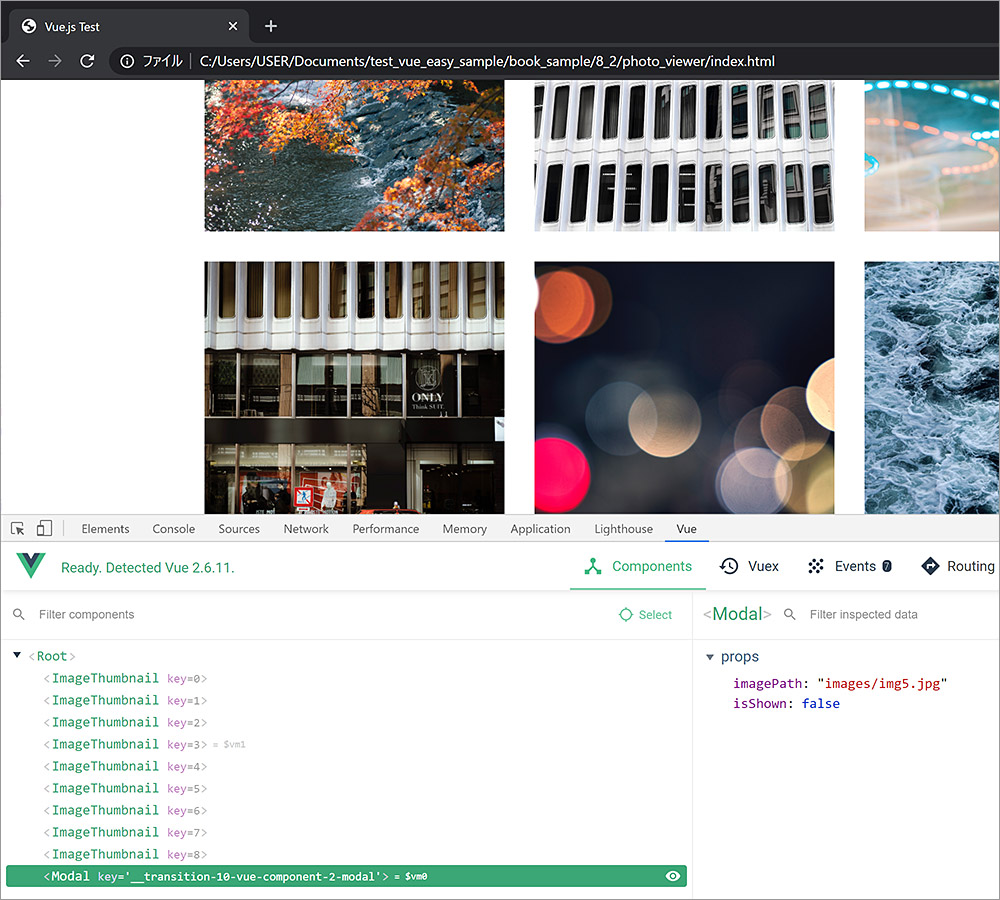 Vue.js Test
ファイル C:/Users/USER/Documents/test_vue_easy_sample/book_sample/8_2/photo_viewer/index.html
ONLY
Think SUIT.
Elements Console Sources Network Performance Memory Application Lighthouse Vue
Ready. Detected Vue 2.6.11.
Components Vuex Events 7 Routing
Filter components Select
<Modal> Filter inspected data
<Root>
<ImageThumbnail key=0>
<ImageThumbnail key=1>
<ImageThumbnail key=2>
<ImageThumbnail key=3> = $vm1
<ImageThumbnail key=4>
<ImageThumbnail key=5>
<ImageThumbnail key=6>
<ImageThumbnail key=7>
<ImageThumbnail key=8>
<Modal key='__transition-10-vue-component-2-modal'> = $vm0
props
imagePath: "images/img5.jpg"
isShown: false